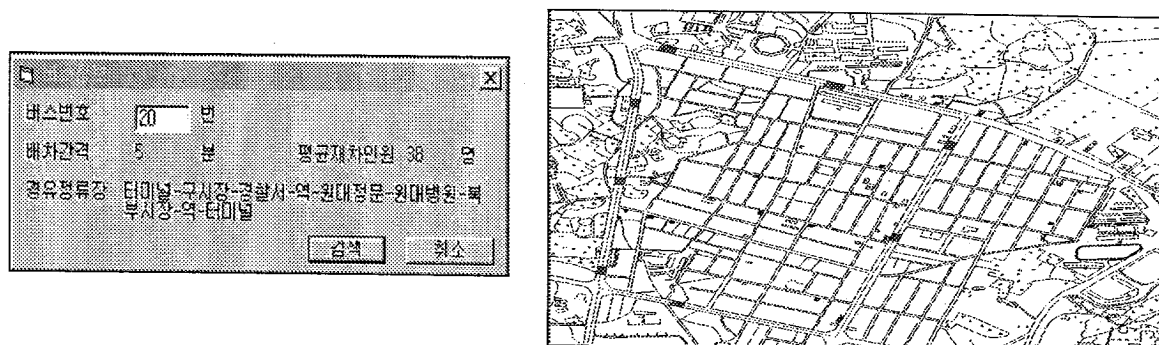 버스번호 20 번
배차간격 5 분 평균재차인원 38 명
경유정류장 터미널-구시장-경찰서-역-원대정문-원대병원-북
부시장-역-터미널
검색 취소